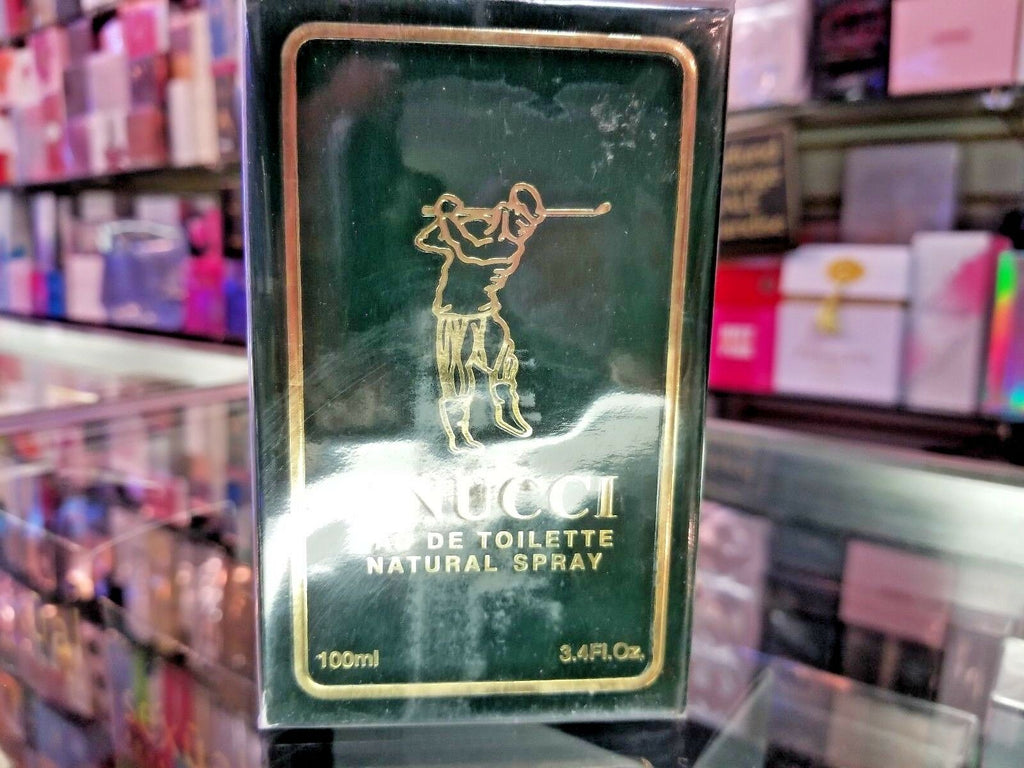 NUCCI
DE TOILETTE
NATURAL SPRAY
100ml
3.4Fl.Oz.